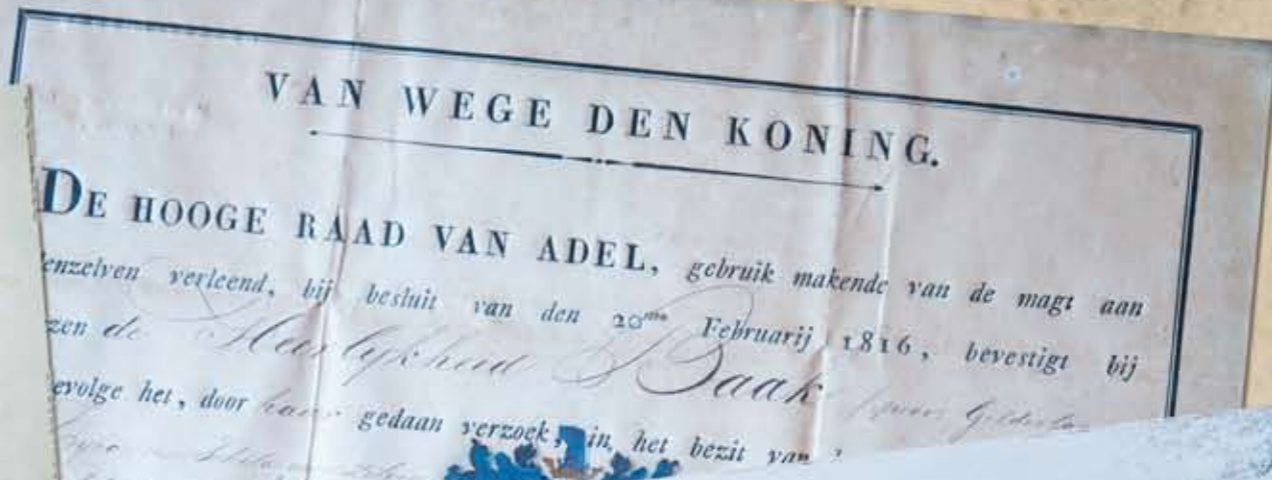 VAN WEGE DEN KONING.
DE HOOGE RAAD VAN ADEL, gebruik makende van de magt aan
enzelven verleend, bij besluit van den 20sten Februarij 1816, bevestigt bij
zen de Heerlykheid Baak
evolge het, door haar gedaan verzoek, in het bezit van